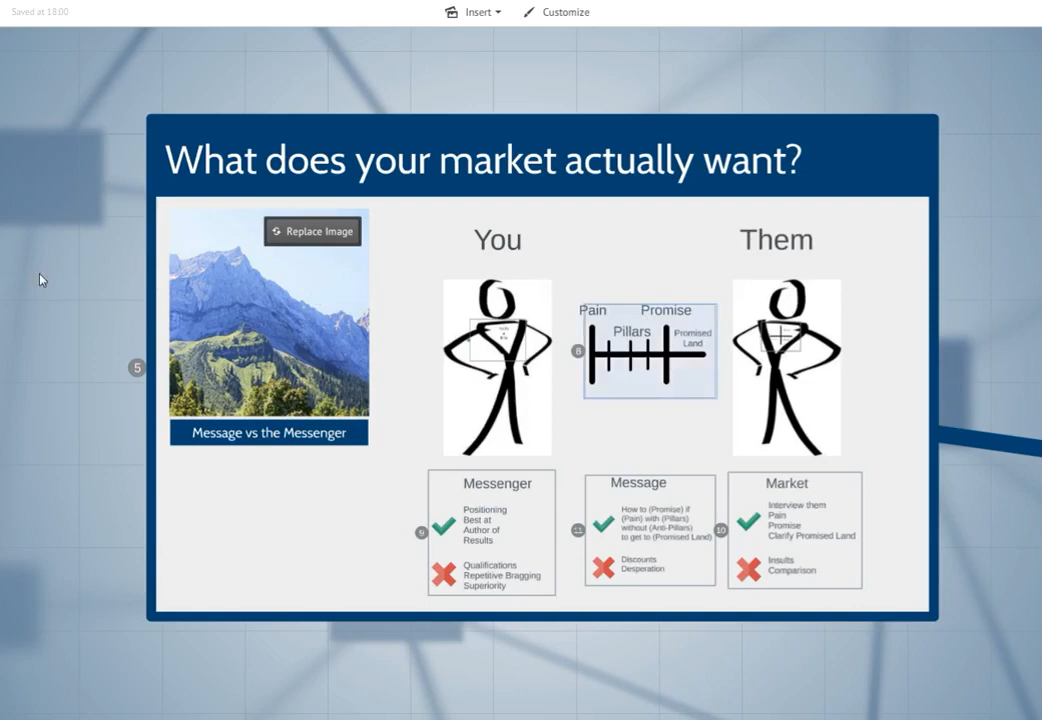 Saved at 18:00
Insert
Customize
What does your market actually want?
Replace Image
Message vs the Messenger
5
You
Them
Pain
Promise
Pillars
Promised
Land
8
Messenger
Positioning
Best at
Author of
Results
Qualifications
Repetitive Bragging
Superiority
9
Message
How to (Promise) if
(Pain) with (Pillars)
without (Anti-Pillars)
to get to (Promised Land)
Discounts
Desperation
11
Market
Interview them
Pain
Promise
Clarify Promised Land
Insults
Comparison
10